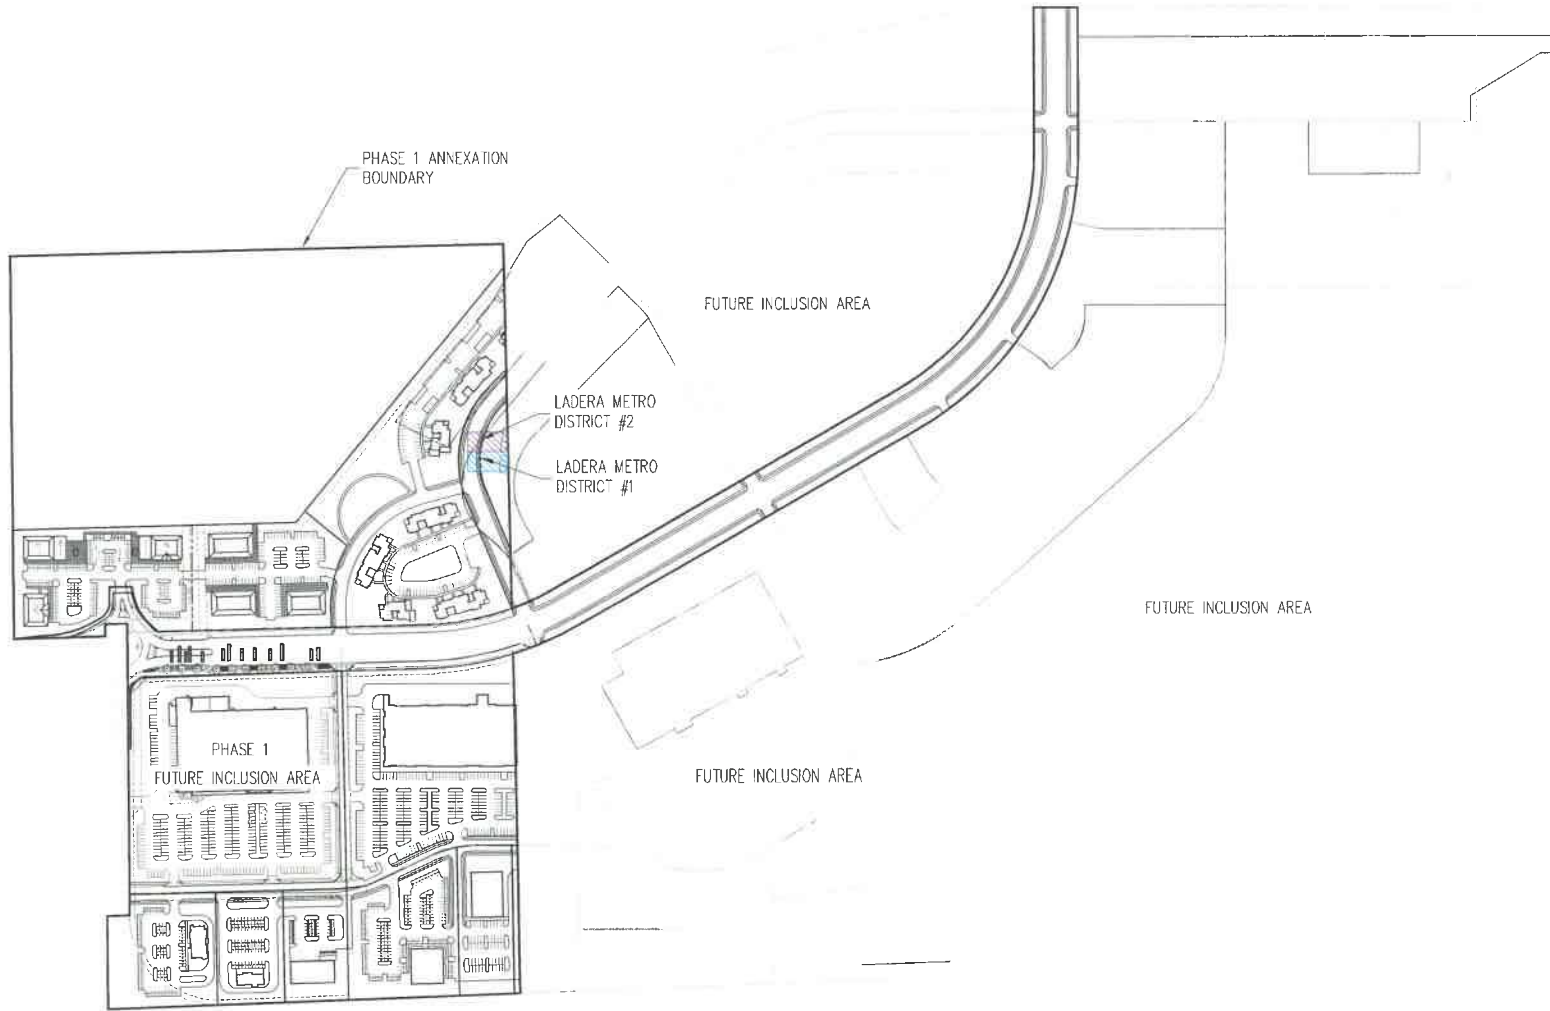 PHASE 1 ANNEXATION
BOUNDARY
FUTURE INCLUSION AREA
LADERA METRO
DISTRICT #2
LADERA METRO
DISTRICT #1
FUTURE INCLUSION AREA
PHASE 1
FUTURE INCLUSION AREA
FUTURE INCLUSION AREA